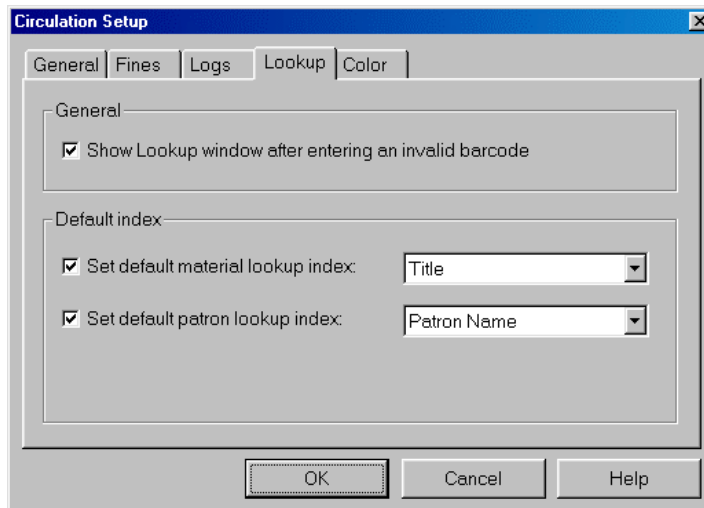 Circulation Setup
General Fines Logs Lookup Color
General
Show Lookup window after entering an invalid barcode
Default index
Set default material lookup index: Title
Set default patron lookup index: Patron Name
OK Cancel Help